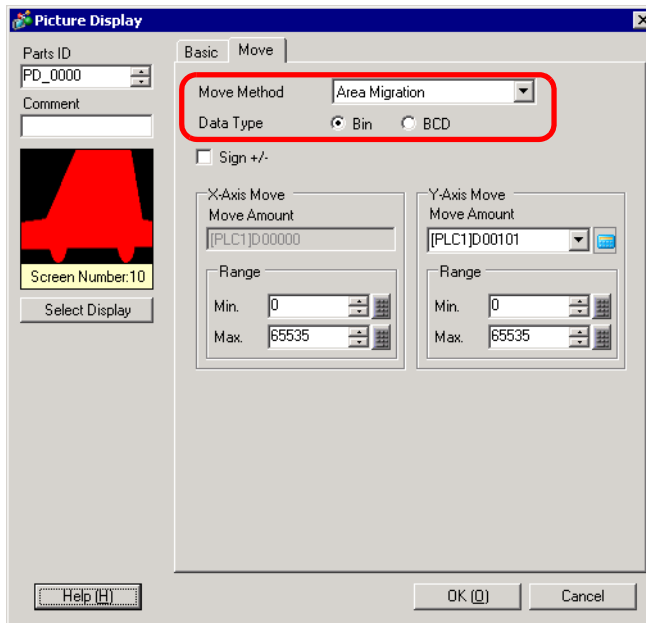 Picture Display
Parts ID
PD_0000
Comment
Screen Number:10
Select Display
Basic
Move
Move Method
Area Migration
Data Type
Bin
BCD
Sign +/-
X-Axis Move
Move Amount
[PLC1]D00000
Range
Min.
0
Max.
65535
Y-Axis Move
Move Amount
[PLC1]D00101
Range
Min.
0
Max.
65535
Help (H)
OK (O)
Cancel